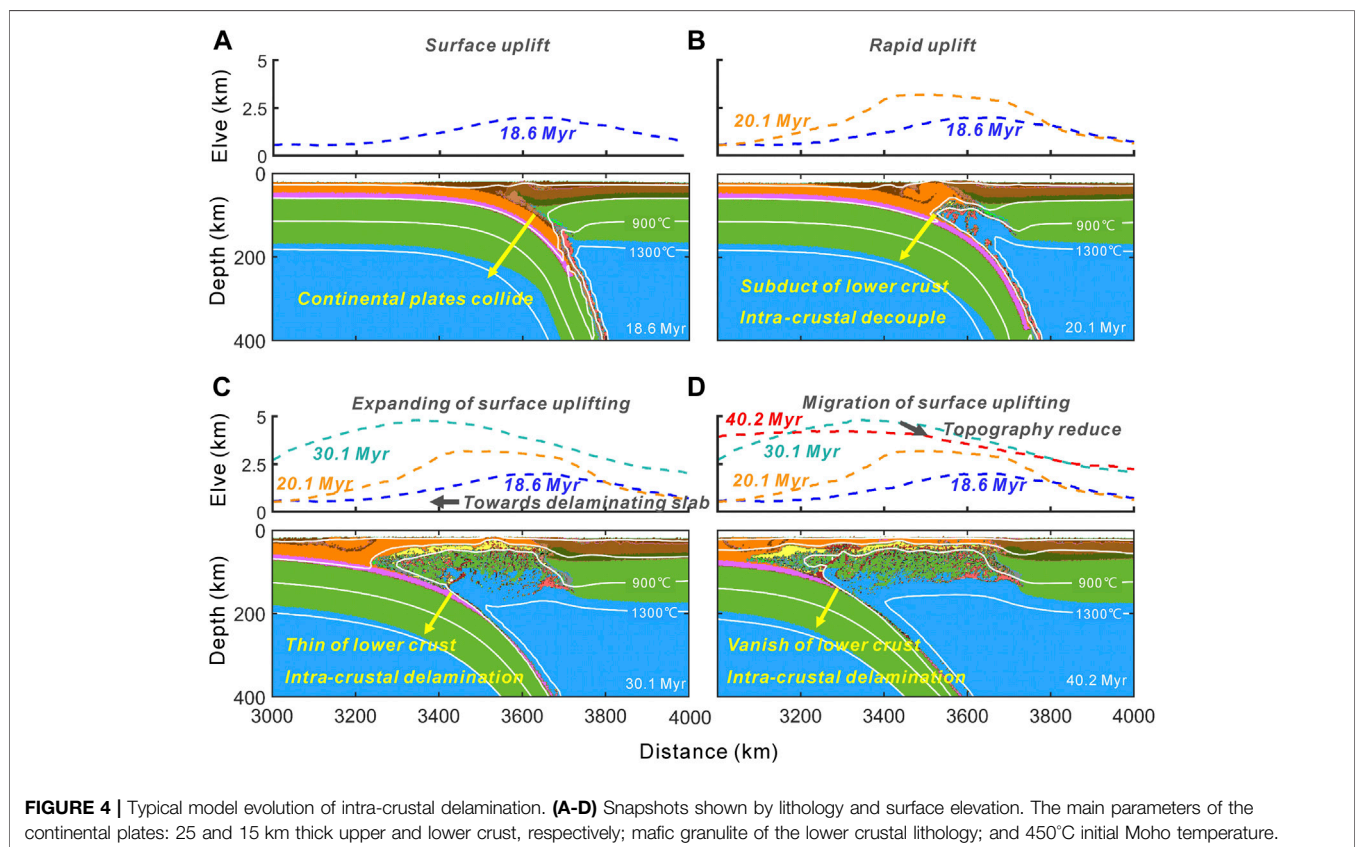 A
Surface uplift
5
Elve (km)
2.5
18.6 Myr
0
0
900℃
Depth (km)
200
1300℃
Continental plates collide
18.6 Myr
400
B
Rapid uplift
20.1 Myr
18.6 Myr
900℃
1300℃
Subduct of lower crust
Intra-crustal decouple
20.1 Myr
C
Expanding of surface uplifting
5
Elve (km)
30.1 Myr
2.5
20.1 Myr
18.6 Myr
Towards delaminating slab
0
0
900℃
Depth (km)
200
1300℃
Thin of lower crust
Intra-crustal delamination
30.1 Myr
400
3000 3200 3400 3600 3800 4000
D
Migration of surface uplifting
40.2 Myr
Topography reduce
30.1 Myr
20.1 Myr
18.6 Myr
900℃
1300℃
Vanish of lower crust
Intra-crustal delamination
40.2 Myr
3200 3400 3600 3800 4000
Distance (km)
FIGURE 4 | Typical model evolution of intra-crustal delamination. (A-D) Snapshots shown by lithology and surface elevation. The main parameters of the
continental plates: 25 and 15 km thick upper and lower crust, respectively; mafic granulite of the lower crustal lithology; and 450°C initial Moho temperature.